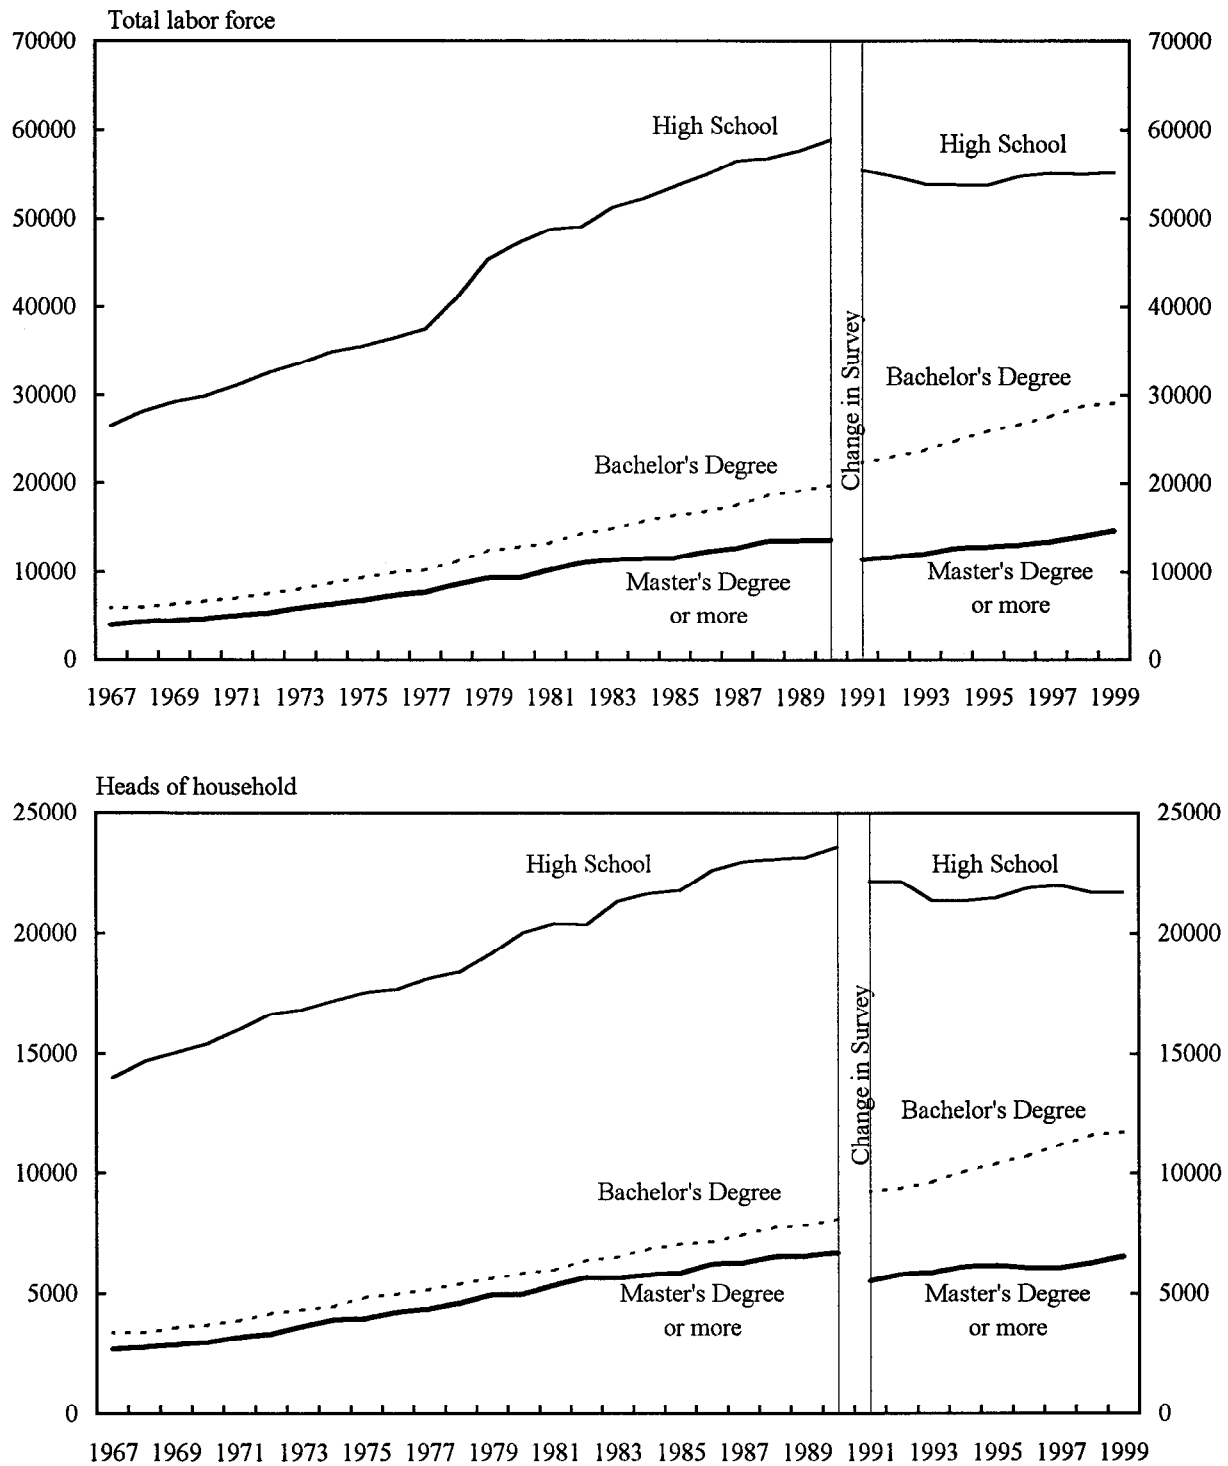 Total labor force
70000 70000
60000 High School High School 60000
50000 50000
40000 40000
Change in Survey
30000 Bachelor's Degree 30000
20000 Bachelor's Degree 20000
10000 Master's Degree Master's Degree 10000
or more or more
0 0
1967 1969 1971 1973 1975 1977 1979 1981 1983 1985 1987 1989 1991 1993 1995 1997 1999
Heads of household
25000 25000
High School High School
20000 20000
Change in Survey
15000 15000
Bachelor's Degree
10000 Bachelor's Degree 10000
5000 Master's Degree Master's Degree 5000
or more or more
0 0
1967 1969 1971 1973 1975 1977 1979 1981 1983 1985 1987 1989 1991 1993 1995 1997 1999